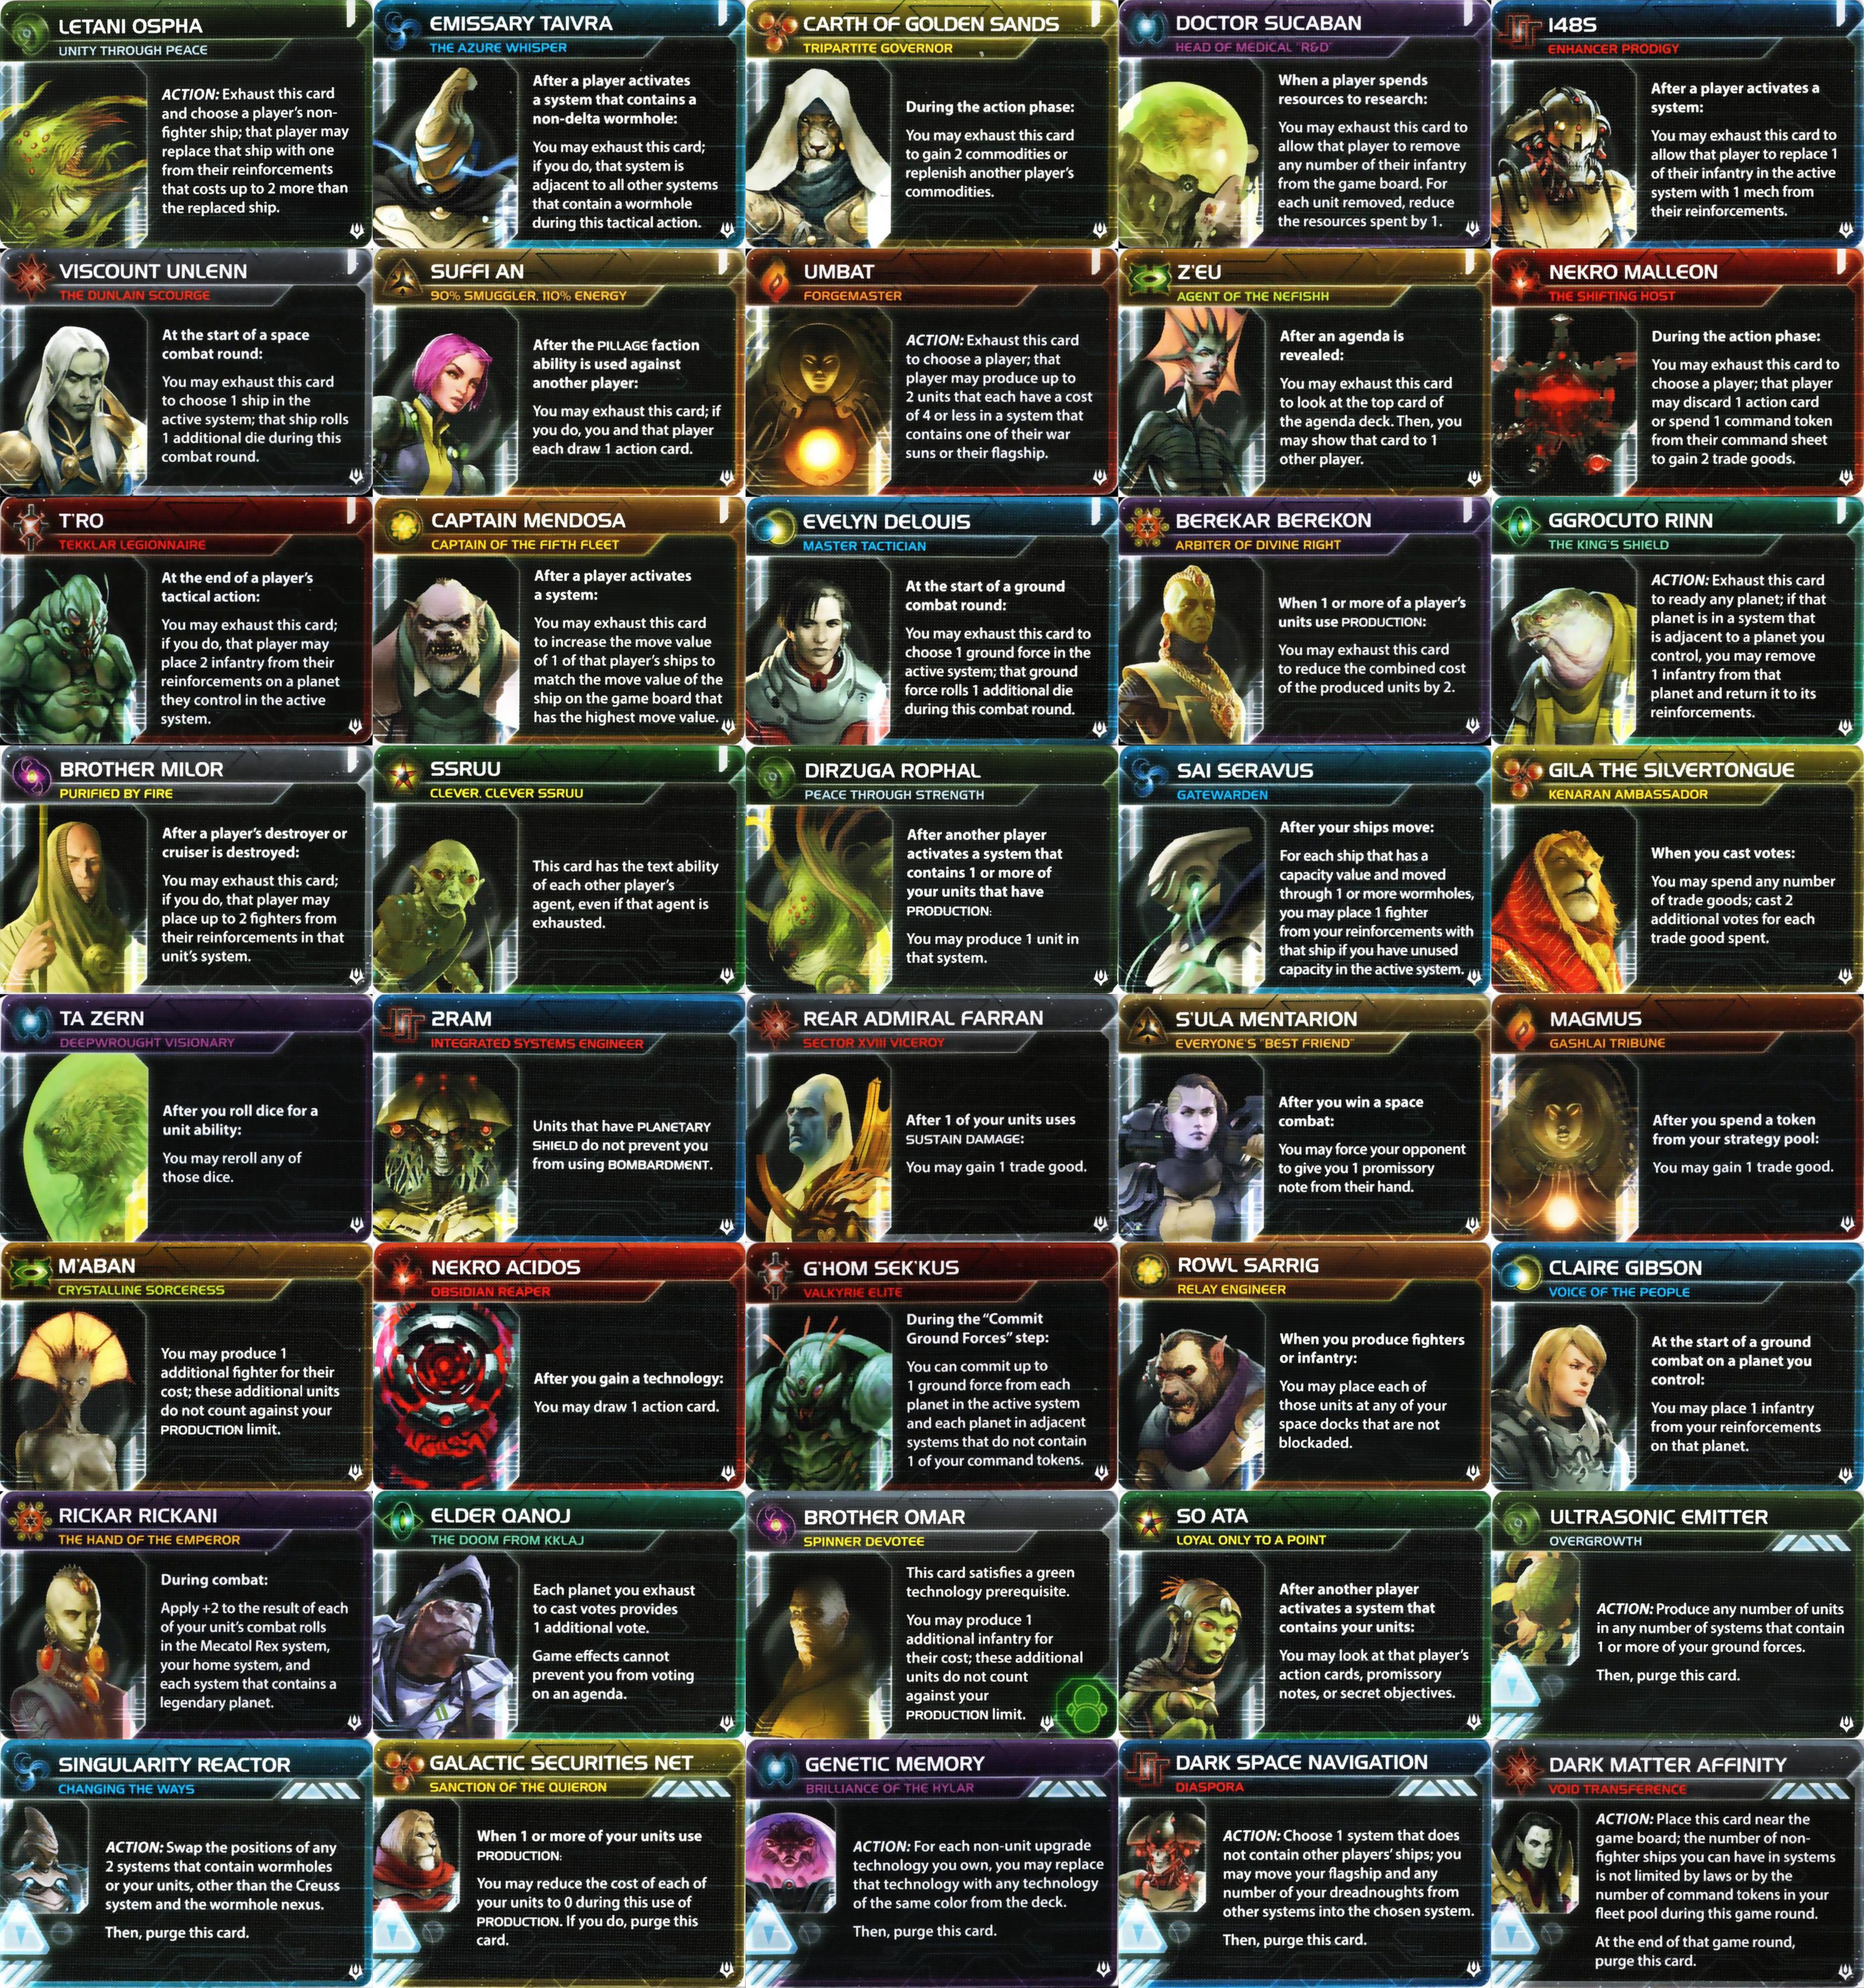 LETANI OSPHA
UNITY THROUGH PEACE
ACTION: Exhaust this card
and choose a player's non-
fighter ship; that player may
replace that ship with one
from their reinforcements
that costs up to 2 more than
the replaced ship.
EMISSARY TAIVRA
THE AZURE WHISPER
After a player activates
a system that contains a
non-delta wormhole:
You may exhaust this card;
if you do, that system is
adjacent to all other systems
that contain a wormhole
during this tactical action.
CARTH OF GOLDEN SANDS
TRIPARTITE GOVERNOR
During the action phase:
You may exhaust this card
to gain 2 commodities or
replenish another player's
commodities.
DOCTOR SUCABAN
HEAD OF MEDICAL "R&D"
When a player spends
resources to research:
You may exhaust this card to
allow that player to remove
any number of their infantry
from the game board. For
each unit removed, reduce
the resources spent by 1.
I48S
ENHANCER PRODIGY
After a player activates a
system:
You may exhaust this card to
allow that player to replace 1
of their infantry in the active
system with 1 mech from
their reinforcements.
VISCOUNT UNLENN
THE DUNLAIN SCOURGE
At the start of a space
combat round:
You may exhaust this card
to choose 1 ship in the
active system; that ship rolls
1 additional die during this
combat round.
SUFFI AN
90% SMUGGLER. 110% ENERGY
After the PILLAGE faction
ability is used against
another player:
You may exhaust this card; if
you do, you and that player
each draw 1 action card.
UMBAT
FORGEMASTER
ACTION: Exhaust this card
to choose a player; that
player may produce up to
2 units that each have a cost
of 4 or less in a system that
contains one of their war
suns or their flagship.
Z'EU
AGENT OF THE NEFISHH
After an agenda is
revealed:
You may exhaust this card
to look at the top card of
the agenda deck. Then, you
may show that card to 1
other player.
NEKRO MALLEON
THE SHIFTING HOST
During the action phase:
You may exhaust this card to
choose a player; that player
may discard 1 action card
or spend 1 command token
from their command sheet
to gain 2 trade goods.
T'RO
TEKKLAR LEGIONNAIRE
At the end of a player's
tactical action:
You may exhaust this card;
if you do, that player may
place 2 infantry from their
reinforcements on a planet
they control in the active
system.
CAPTAIN MENDOSA
CAPTAIN OF THE FIFTH FLEET
After a player activates
a system:
You may exhaust this card
to increase the move value
of 1 of that player's ships to
match the move value of the
ship on the game board that
has the highest move value.
EVELYN DELOUIS
MASTER TACTICIAN
At the start of a ground
combat round:
You may exhaust this card to
choose 1 ground force in the
active system; that ground
force rolls 1 additional die
during this combat round.
BEREKAR BEREKON
ARBITER OF DIVINE RIGHT
When 1 or more of a player's
units use PRODUCTION:
You may exhaust this card
to reduce the combined cost
of the produced units by 2.
GGROCUTO RINN
THE KING'S SHIELD
ACTION: Exhaust this card
to ready any planet; if that
planet is in a system that
is adjacent to a planet you
control, you may remove
1 infantry from that
planet and return it to its
reinforcements.
BROTHER MILOR
PURIFIED BY FIRE
After a player's destroyer or
cruiser is destroyed:
You may exhaust this card;
if you do, that player may
place up to 2 fighters from
their reinforcements in that
unit's system.
SSRUU
CLEVER, CLEVER SSRUU
This card has the text ability
of each other player's
agent, even if that agent is
exhausted.
DIRZUGA ROPHAL
PEACE THROUGH STRENGTH
After another player
activates a system that
contains 1 or more of
your units that have
PRODUCTION:
You may produce 1 unit in
that system.
SAI SERAVUS
GATEWARDEN
After your ships move:
For each ship that has a
capacity value and moved
through 1 or more wormholes,
you may place 1 fighter
from your reinforcements with
that ship if you have unused
capacity in the active system.
GILA THE SILVERTONGUE
KENARAN AMBASSADOR
When you cast votes:
You may spend any number
of trade goods; cast 2
additional votes for each
trade good spent.
TA ZERN
DEEPWROUGHT VISIONARY
After you roll dice for a
unit ability:
You may reroll any of
those dice.
2RAM
INTEGRATED SYSTEMS ENGINEER
Units that have PLANETARY
SHIELD do not prevent you
from using BOMBARDMENT.
REAR ADMIRAL FARRAN
SECTOR XVIII VICEROY
After 1 of your units uses
SUSTAIN DAMAGE:
You may gain 1 trade good.
S'ULA MENTARION
EVERYONE'S "BEST FRIEND"
After you win a space
combat:
You may force your opponent
to give you 1 promissory
note from their hand.
MAGMUS
GASHLAI TRIBUNE
After you spend a token
from your strategy pool:
You may gain 1 trade good.
M'ABAN
CRYSTALLINE SORCERESS
You may produce 1
additional fighter for their
cost; these additional units
do not count against your
PRODUCTION limit.
NEKRO ACIDOS
OBSIDIAN REAPER
After you gain a technology:
You may draw 1 action card.
G'HOM SEK'KUS
VALKYRIE ELITE
During the "Commit
Ground Forces" step:
You can commit up to
1 ground force from each
planet in the active system
and each planet in adjacent
systems that do not contain
1 of your command tokens.
ROWL SARRIG
RELAY ENGINEER
When you produce fighters
or infantry:
You may place each of
those units at any of your
space docks that are not
blockaded.
CLAIRE GIBSON
VOICE OF THE PEOPLE
At the start of a ground
combat on a planet you
control:
You may place 1 infantry
from your reinforcements
on that planet.
RICKAR RICKANI
THE HAND OF THE EMPEROR
During combat:
Apply +2 to the result of each
of your unit's combat rolls
in the Mecatol Rex system,
your home system, and
each system that contains a
legendary planet.
ELDER QANOJ
THE DOOM FROM KKLAJ
Each planet you exhaust
to cast votes provides
1 additional vote.
Game effects cannot
prevent you from voting
on an agenda.
BROTHER OMAR
SPINNER DEVOTEE
This card satisfies a green
technology prerequisite.
You may produce 1
additional infantry for
their cost; these additional
units do not count
against your
PRODUCTION limit.
SO ATA
LOYAL ONLY TO A POINT
After another player
activates a system that
contains your units:
You may look at that player's
action cards, promissory
notes, or secret objectives.
ULTRASONIC EMITTER
OVERGROWTH
ACTION: Produce any number of units
in any number of systems that contain
1 or more of your ground forces.
Then, purge this card.
SINGULARITY REACTOR
CHANGING THE WAYS
ACTION: Swap the positions of any
2 systems that contain wormholes
or your units, other than the Creuss
system and the wormhole nexus.
Then, purge this card.
GALACTIC SECURITIES NET
SANCTION OF THE QUIERON
When 1 or more of your units use
PRODUCTION:
You may reduce the cost of each of
your units to 0 during this use of
PRODUCTION. If you do, purge this
card.
GENETIC MEMORY
BRILLIANCE OF THE HYLAR
ACTION: For each non-unit upgrade
technology you own, you may replace
that technology with any technology
of the same color from the deck.
Then, purge this card.
DARK SPACE NAVIGATION
DIASPORA
ACTION: Choose 1 system that does
not contain other players' ships; you
may move your flagship and any
number of your dreadnoughts from
other systems into the chosen system.
Then, purge this card.
DARK MATTER AFFINITY
VOID TRANSFERENCE
ACTION: Place this card near the
game board; the number of non-
fighter ships you can have in systems
is not limited by laws or by the
number of command tokens in your
fleet pool during this game round.
At the end of that game round,
purge this card.